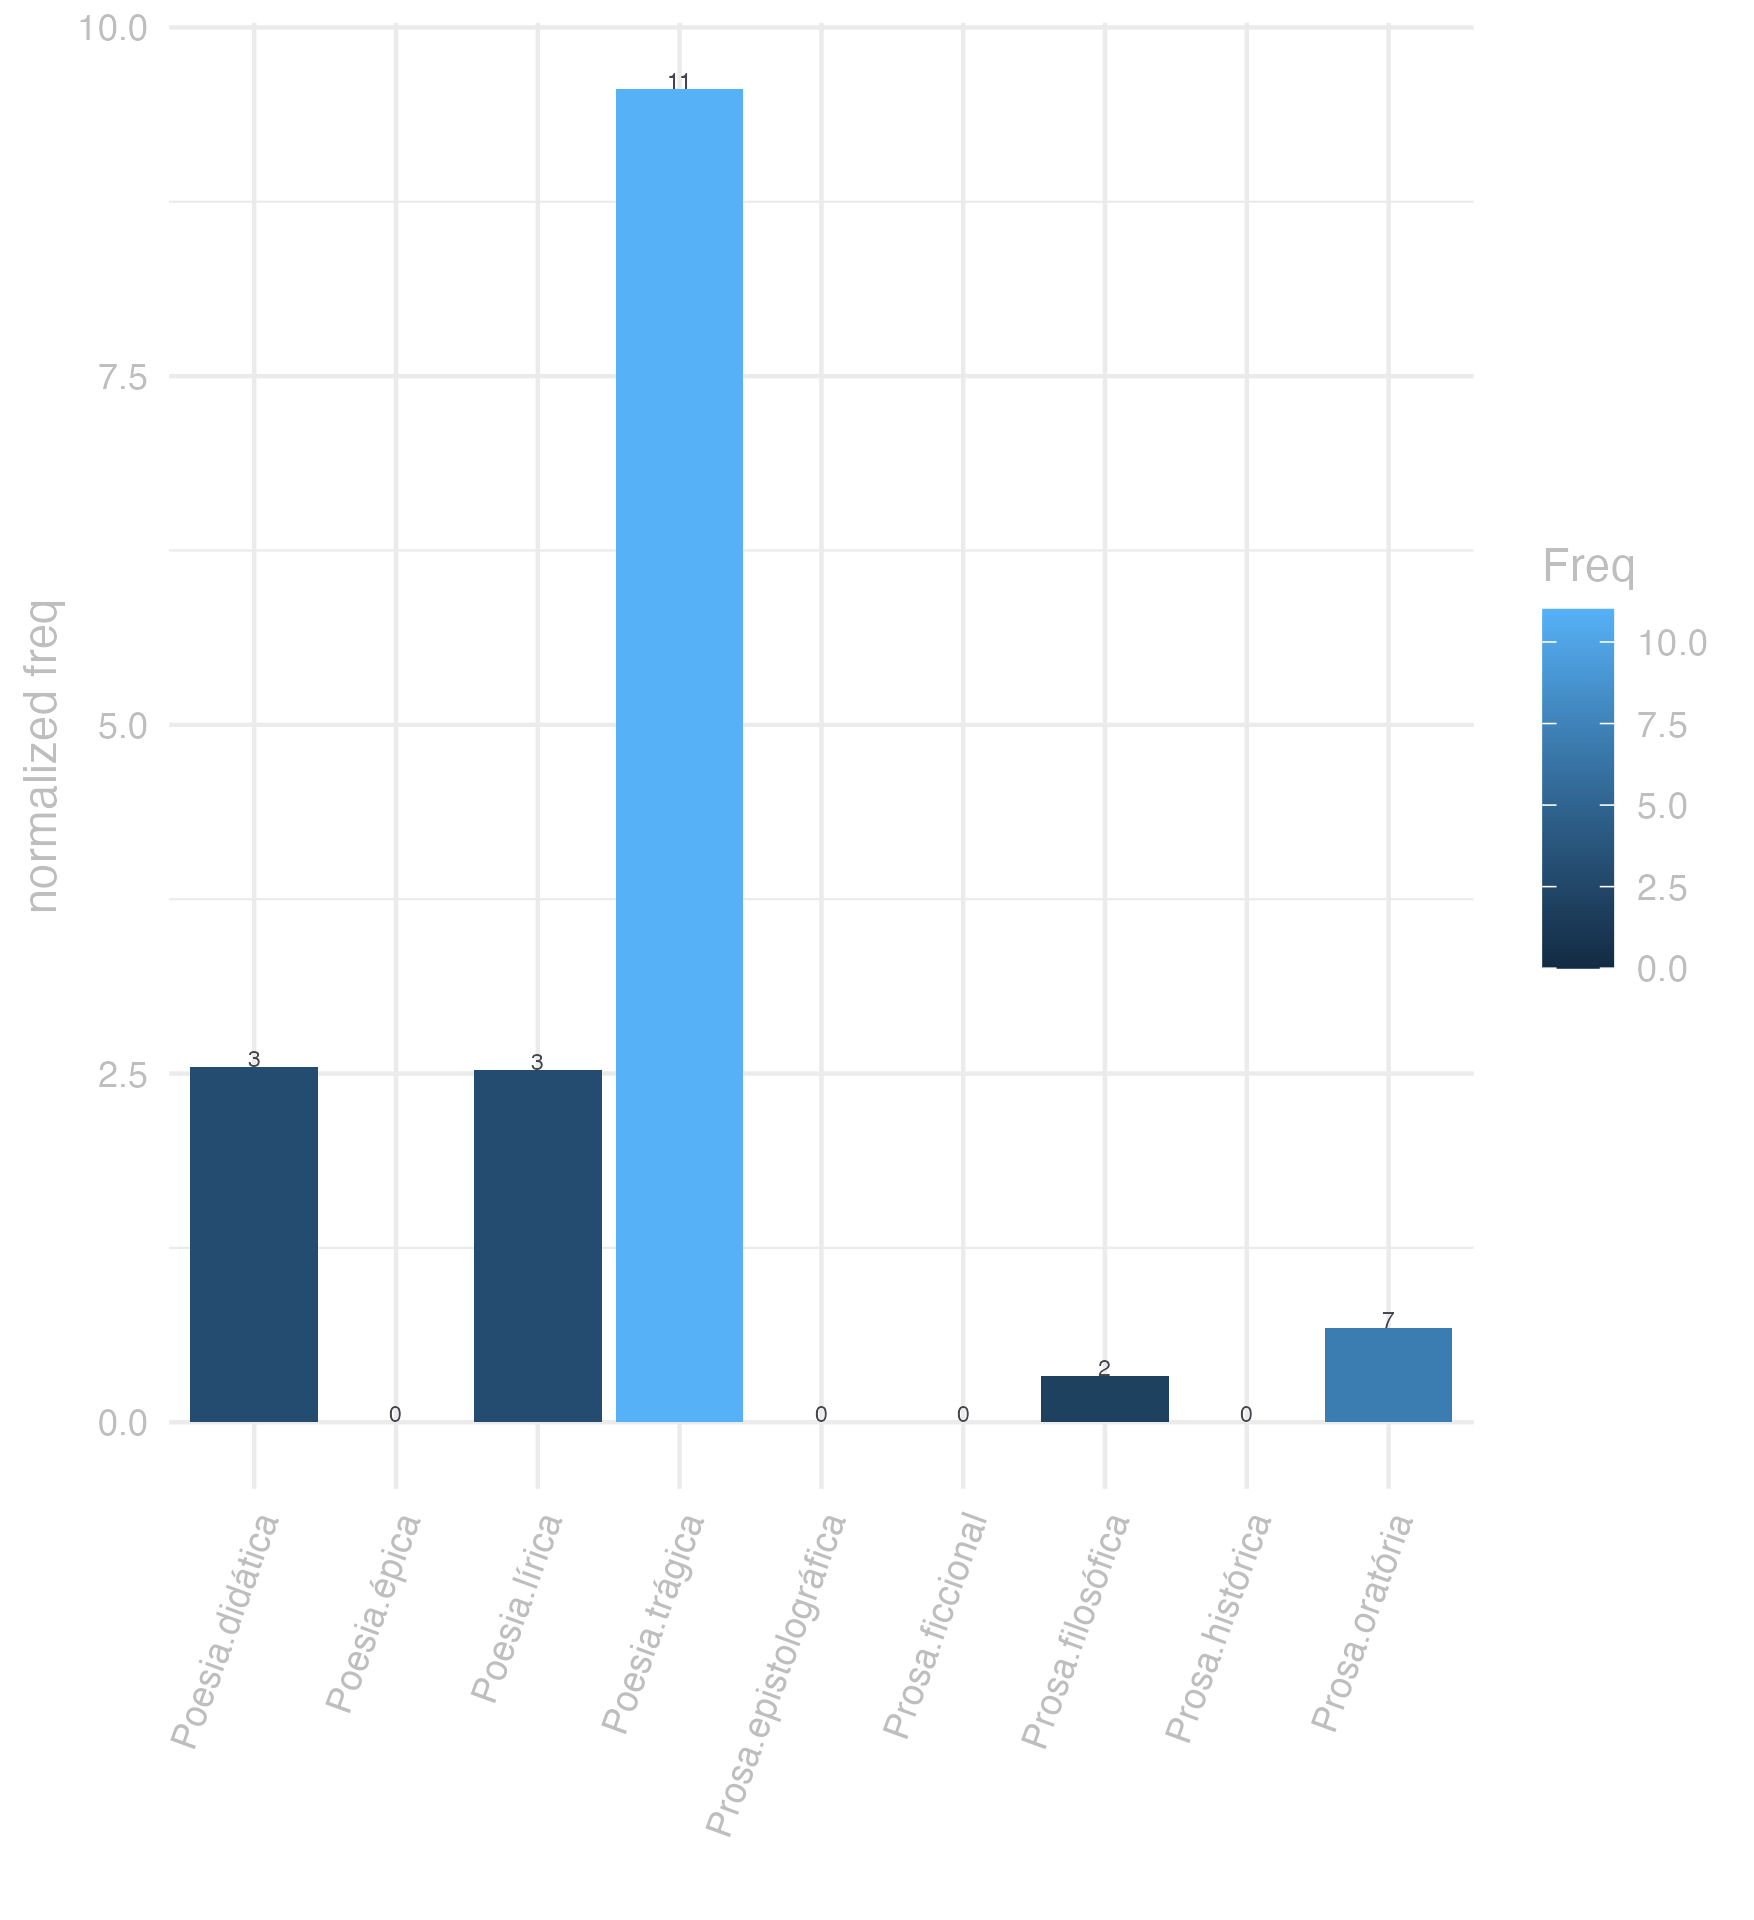 10.0
7.5
5.0
2.5
0.0
normalized freq
3
0
3
11
0
0
2
0
7
Poesia.didática
Poesia.épica
Poesia.lírica
Poesia.trágica
Prosa.epistolográfica
Prosa.ficcional
Prosa.filosófica
Prosa.histórica
Prosa.oratória
Freq
10.0
7.5
5.0
2.5
0.0